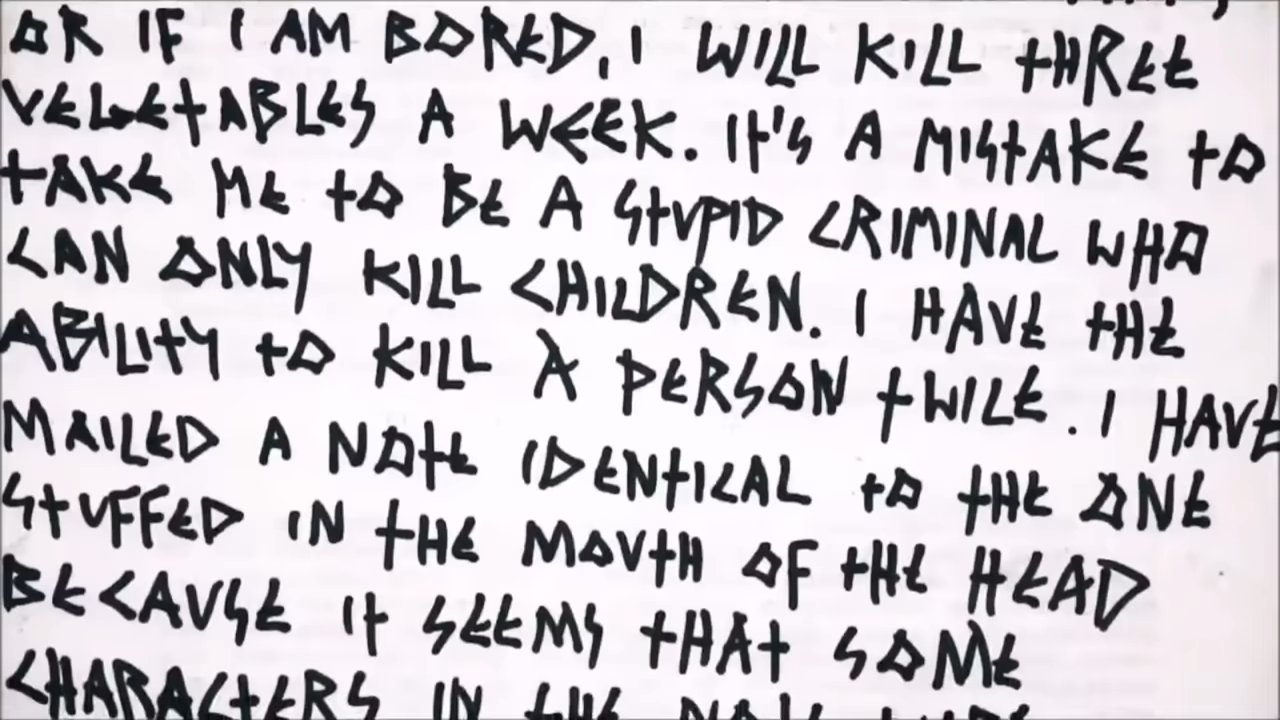 OR IF I AM BORED, I WILL KILL THREE
VEGETABLES A WEEK. IT'S A MISTAKE TO
TAKE ME TO BE A STUPID CRIMINAL WHO
CAN ONLY KILL CHILDREN. I HAVE THE
ABILITY TO KILL A PERSON TWICE. I HAVE
MAILED A NOTE IDENTICAL TO THE ONE
STUFFED IN THE MOUTH OF THE HEAD
BECAUSE IT SEEMS THAT SOME
CHARACTERS IN THE